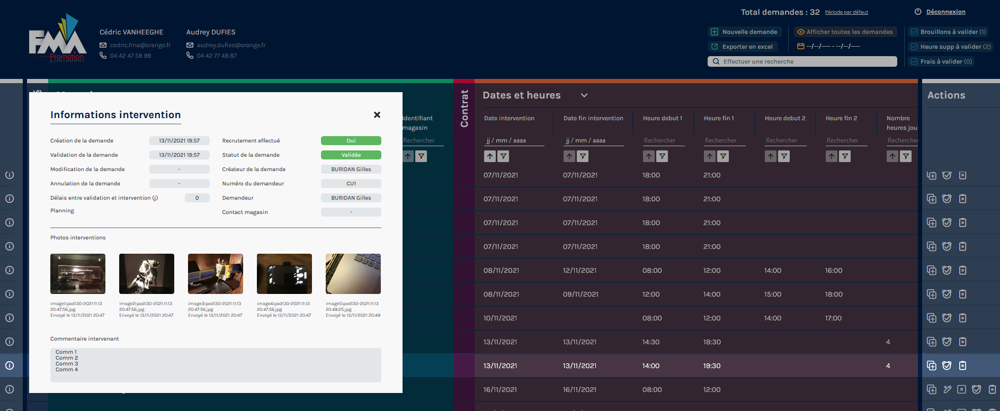 FMA
Promotion
Cédric VANHEEGHE
cedric.fma@orange.fr
04 42 47 58 98
Audrey DUFIES
audrey.dufies@orange.fr
04 42 77 48 87
Total demandes : 32 Période par défaut
Déconnexion
Nouvelle demande
Afficher toutes les demandes
Brouillons à valider (1)
Exporter en excel
--/--/---- - --/--/----
Heure supp à valider (2)
Effectuer une recherche
Frais à valider (0)
Informations intervention
Création de la demande 13/11/2021 19:57
Validation de la demande 13/11/2021 19:57
Modification de la demande -
Annulation de la demande -
Délais entre validation et intervention (j) 0
Planning
Recrutement effectué Oui
Statut de la demande Validée
Créateur de la demande BURIDAN Gilles
Numéro du demandeur CU1
Demandeur BURIDAN Gilles
Contact magasin -
Photos interventions
image1ipad130-2021:11:13
20:47:56.jpg
Envoyé le 13/11/2021 20:47
image2ipad130-2021:11:13
20:47:56.jpg
Envoyé le 13/11/2021 20:47
image3ipad130-2021:11:13
20:47:56.jpg
Envoyé le 13/11/2021 20:47
image4ipad130-2021:11:13
20:47:56.jpg
Envoyé le 13/11/2021 20:47
image5ipad130-2021:11:13
20:49:25.jpg
Envoyé le 13/11/2021 20:49
Commentaire intervenant
Comm 1
Comm 2
Comm 3
Comm 4
Identifiant
magasin
Rechercher
Contrat
Dates et heures
Actions
Date intervention Date fin intervention Heure debut 1 Heure fin 1 Heure debut 2 Heure fin 2 Nombre
heures jou
jj / mm / aaaa jj / mm / aaaa Rechercher Rechercher Rechercher Rechercher Rechercher
07/11/2021 07/11/2021 18:00 21:00
07/11/2021 07/11/2021 18:00 21:00
07/11/2021 07/11/2021 18:00 21:00
07/11/2021 07/11/2021 18:00 21:00
08/11/2021 12/11/2021 08:00 12:00 14:00 16:00
08/11/2021 09/11/2021 12:00 14:00 15:00 18:00
10/11/2021 08:00 12:00 14:00 17:00
13/11/2021 13/11/2021 14:30 18:30 4
13/11/2021 13/11/2021 14:00 19:30 4
16/11/2021 16/11/2021 08:00 12:00